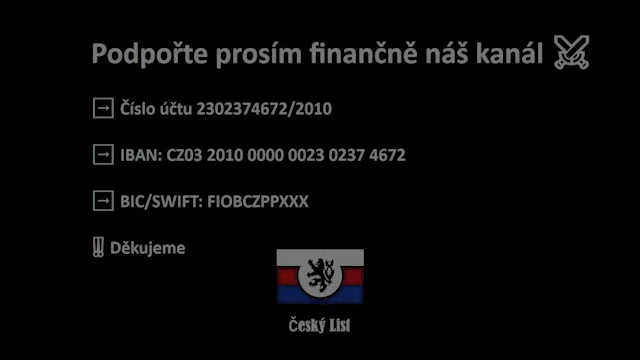 Podpořte prosím finančně náš kanál
Číslo účtu 2302374672/2010
IBAN: CZ03 2010 0000 0023 0237 4672
BIC/SWIFT: FIOBCZPPXXX
Děkujeme
Český List